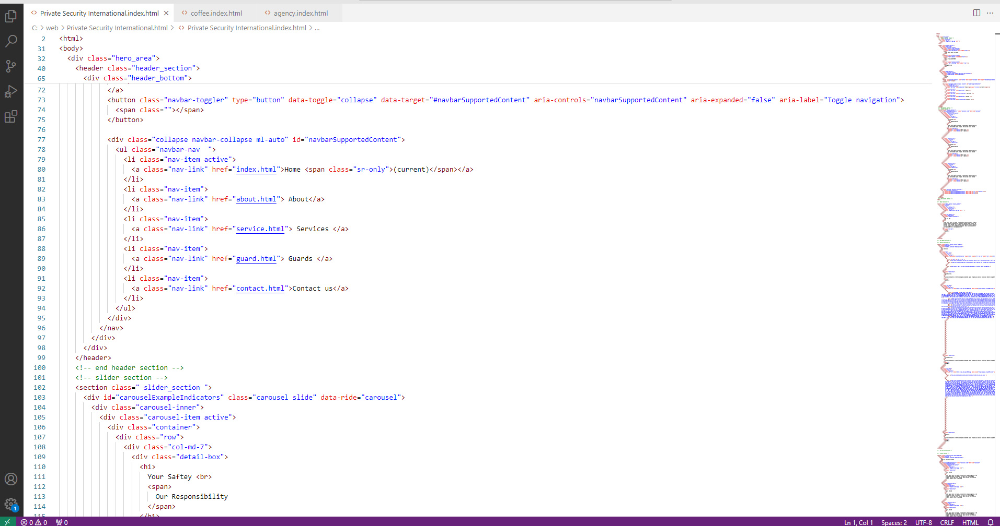 Private Security International.index.html
coffee.index.html
agency.index.html
C: > web > Private Security International.html > Private Security International.index.html > ...
2 <html>
31 <body>
32 <div class="hero_area">
40 <header class="header_section">
65 <div class="header_bottom">
72 </a>
73 <button class="navbar-toggler" type="button" data-toggle="collapse" data-target="#navbarSupportedContent" aria-controls="navbarSupportedContent" aria-expanded="false" aria-label="Toggle navigation">
74 <span class=""></span>
75 </button>
76
77 <div class="collapse navbar-collapse ml-auto" id="navbarSupportedContent">
78 <ul class="navbar-nav  ">
79 <li class="nav-item active">
80 <a class="nav-link" href="index.html">Home <span class="sr-only">(current)</span></a>
81 </li>
82 <li class="nav-item">
83 <a class="nav-link" href="about.html"> About</a>
84 </li>
85 <li class="nav-item">
86 <a class="nav-link" href="service.html"> Services </a>
87 </li>
88 <li class="nav-item">
89 <a class="nav-link" href="guard.html"> Guards </a>
90 </li>
91 <li class="nav-item">
92 <a class="nav-link" href="contact.html">Contact us</a>
93 </li>
94 </ul>
95 </div>
96 </nav>
97 </div>
98 </div>
99 </header>
100 <!-- end header section -->
101 <!-- slider section -->
102 <section class=" slider_section ">
103 <div id="carouselExampleIndicators" class="carousel slide" data-ride="carousel">
104 <div class="carousel-inner">
105 <div class="carousel-item active">
106 <div class="container">
107 <div class="row">
108 <div class="col-md-7">
109 <div class="detail-box">
110 <h1>
111 Your Saftey <br>
112 <span>
113 Our Responsibility
114 </span>
115 </h1>
1
0 0 0 Ln 1, Col 1 Spaces: 2 UTF-8 CRLF HTML